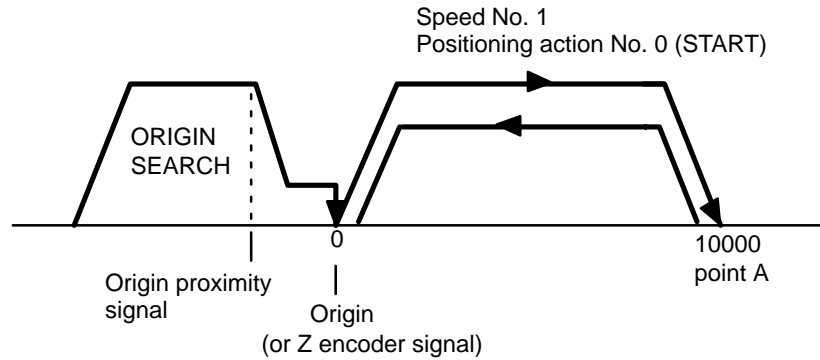 Speed No. 1
Positioning action No. 0 (START)
ORIGIN
SEARCH
0
10000
point A
Origin proximity
signal
Origin
(or Z encoder signal)